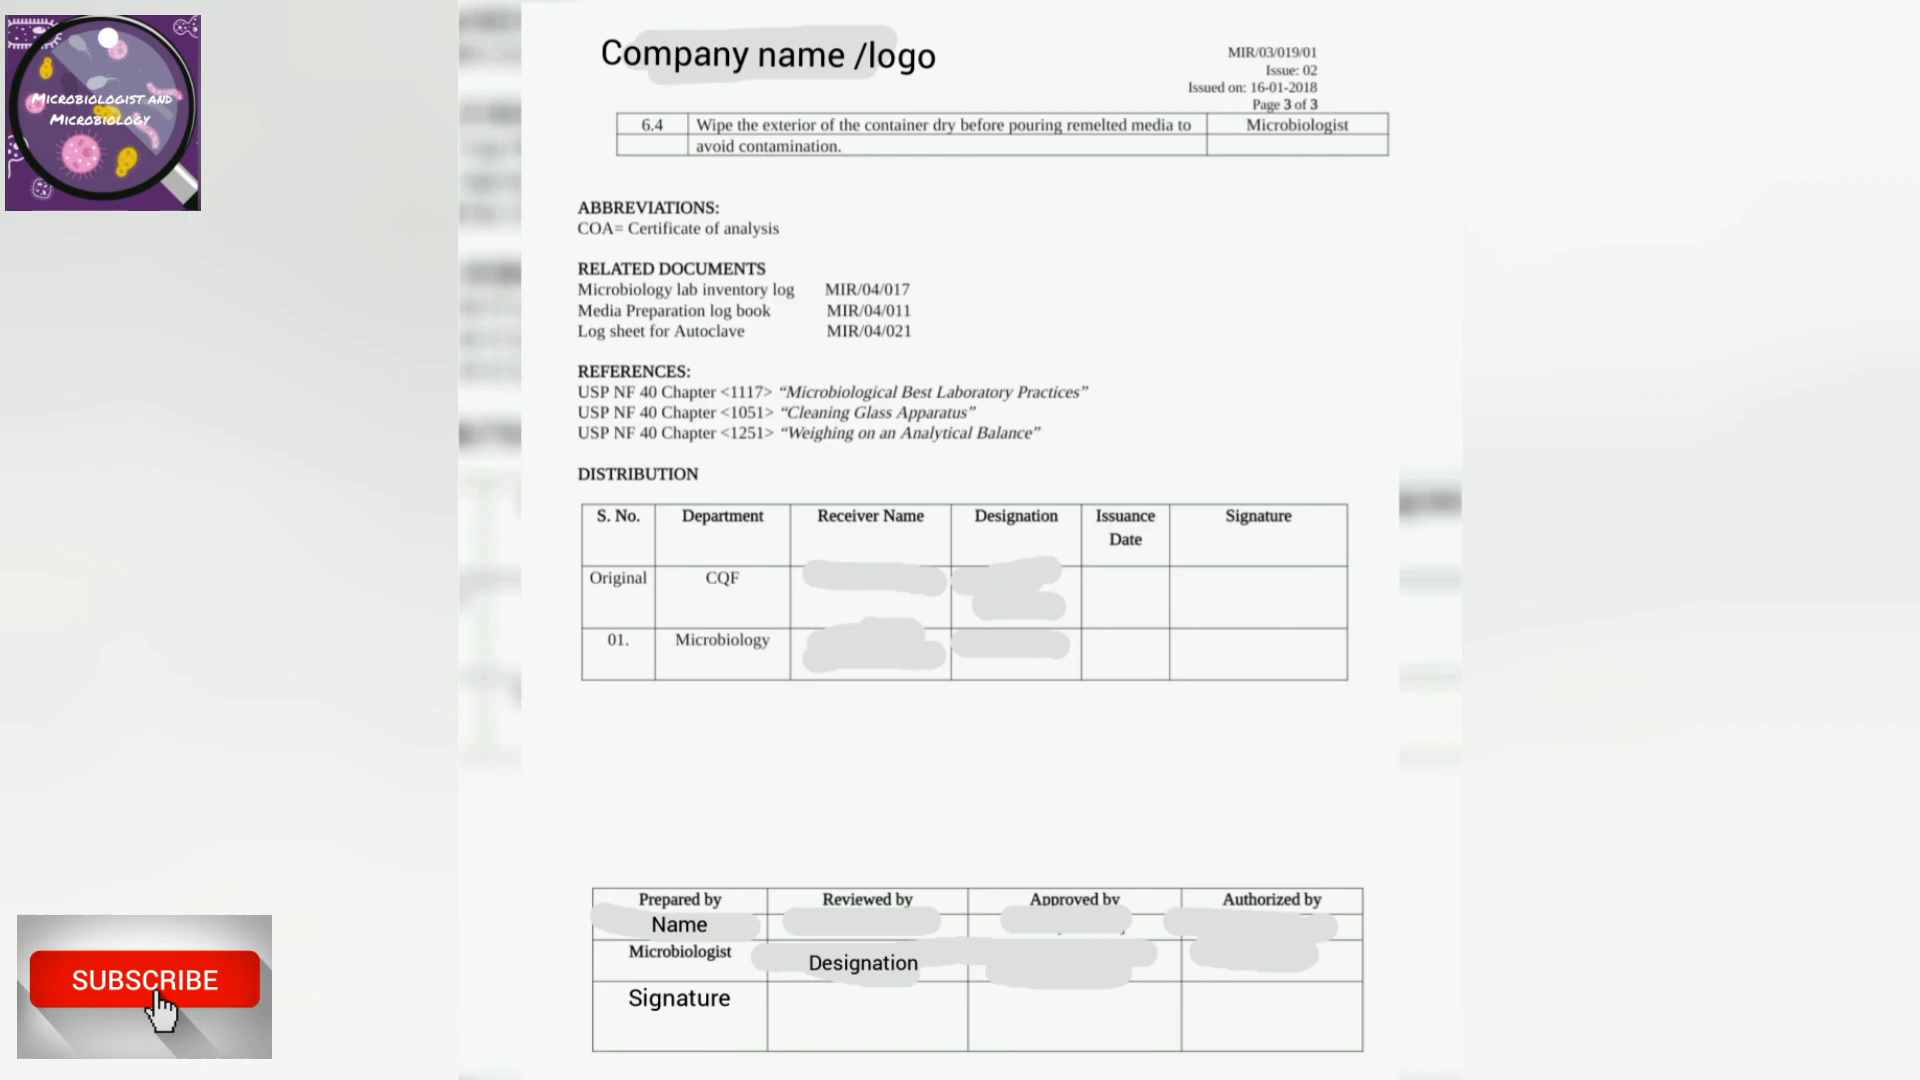 MICROBIOLOGIST AND
MICROBIOLOGY
Company name /logo
MIR/03/019/01
Issue: 02
Issued on: 16-01-2018
Page 3 of 3
6.4 Wipe the exterior of the container dry before pouring remelted media to Microbiologist
avoid contamination.
ABBREVIATIONS:
COA= Certificate of analysis
RELATED DOCUMENTS
Microbiology lab inventory log MIR/04/017
Media Preparation log book MIR/04/011
Log sheet for Autoclave MIR/04/021
REFERENCES:
USP NF 40 Chapter <1117> “Microbiological Best Laboratory Practices”
USP NF 40 Chapter <1051> “Cleaning Glass Apparatus”
USP NF 40 Chapter <1251> “Weighing on an Analytical Balance”
DISTRIBUTION
S. No. Department Receiver Name Designation Issuance Signature
Date
Original CQF
01. Microbiology
Prepared by Reviewed by Approved by Authorized by
Name
Microbiologist Designation
Signature
SUBSCRIBE